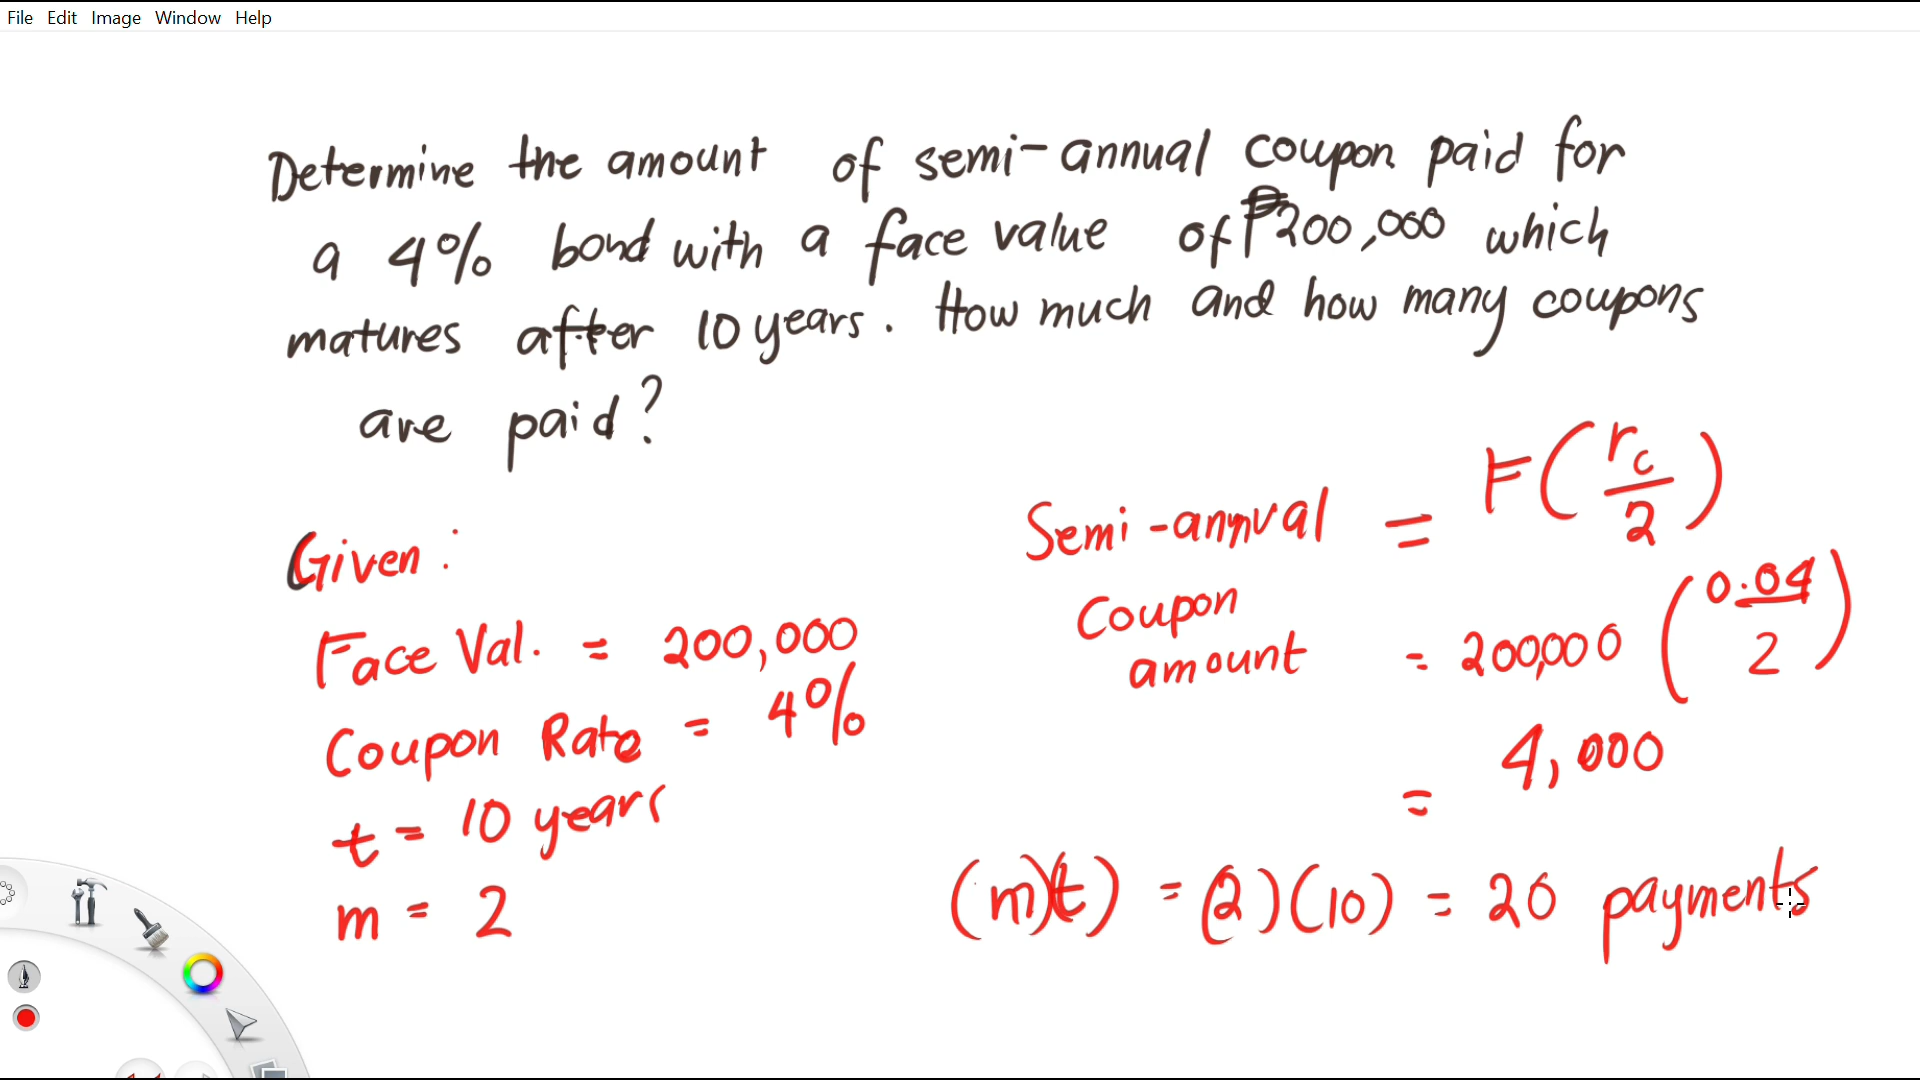 File Edit Image Window Help
Determine the amount of semi-annual coupon paid for
a 4% bond with a face value of ₱200,000 which
matures after 10 years. How much and how many coupons
are paid?
Given:
Face Val. = 200,000
Coupon Rate = 4%
t = 10 years
m = 2
Semi-annual = F(r_c/2)
Coupon
amount = 200,000 (0.04/2)
= 4,000
(m)(t) = (2)(10) = 20 payments